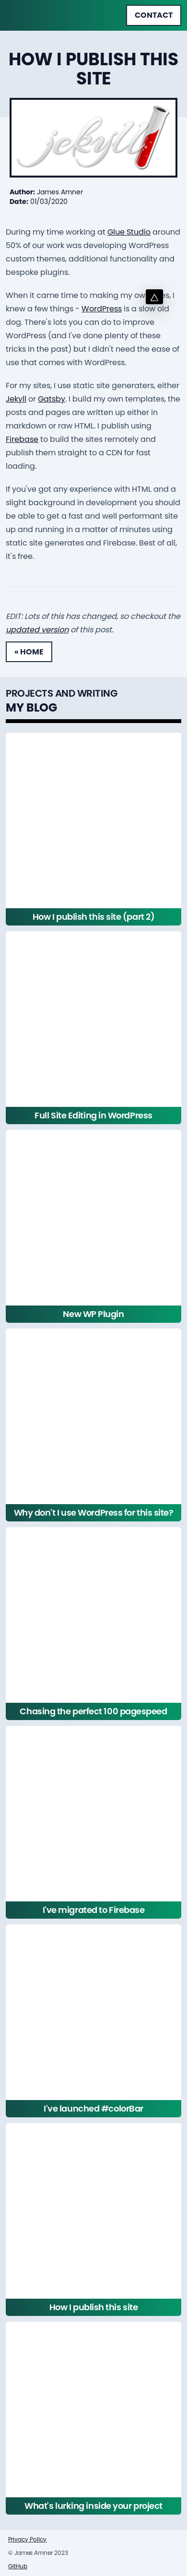 CONTACT
HOW I PUBLISH THIS
SITE
jekyll
Author: James Amner
Date: 01/03/2020
During my time working at Glue Studio around
50% of our work was developing WordPress
custom themes, additional functionality and
bespoke plugins.
When it came time to making my own sites, I
knew a few things - WordPress is a slow old
dog. There's lots you can do to improve
WordPress (and I've done plenty of these
tricks in the past) but I didn't need the ease of
use that comes with WordPress.
For my sites, I use static site generators, either
Jekyll or Gatsby. I build my own templates, the
posts and pages are written up either in
markdown or raw HTML. I publish using
Firebase to build the sites remotely and
publish them straight to a CDN for fast
loading.
If you've got any experience with HTML and a
slight background in development you should
be able to get a fast and well performant site
up and running in a matter of minutes using
static site generates and Firebase. Best of all,
it's free.
EDIT: Lots of this has changed, so checkout the
updated version of this post.
« HOME
PROJECTS AND WRITING
MY BLOG
How I publish this site (part 2)
Full Site Editing in WordPress
New WP Plugin
Why don't I use WordPress for this site?
Chasing the perfect 100 pagespeed
I've migrated to Firebase
I've launched #colorBar
How I publish this site
What's lurking inside your project
Privacy Policy
© James Amner 2023
GitHub